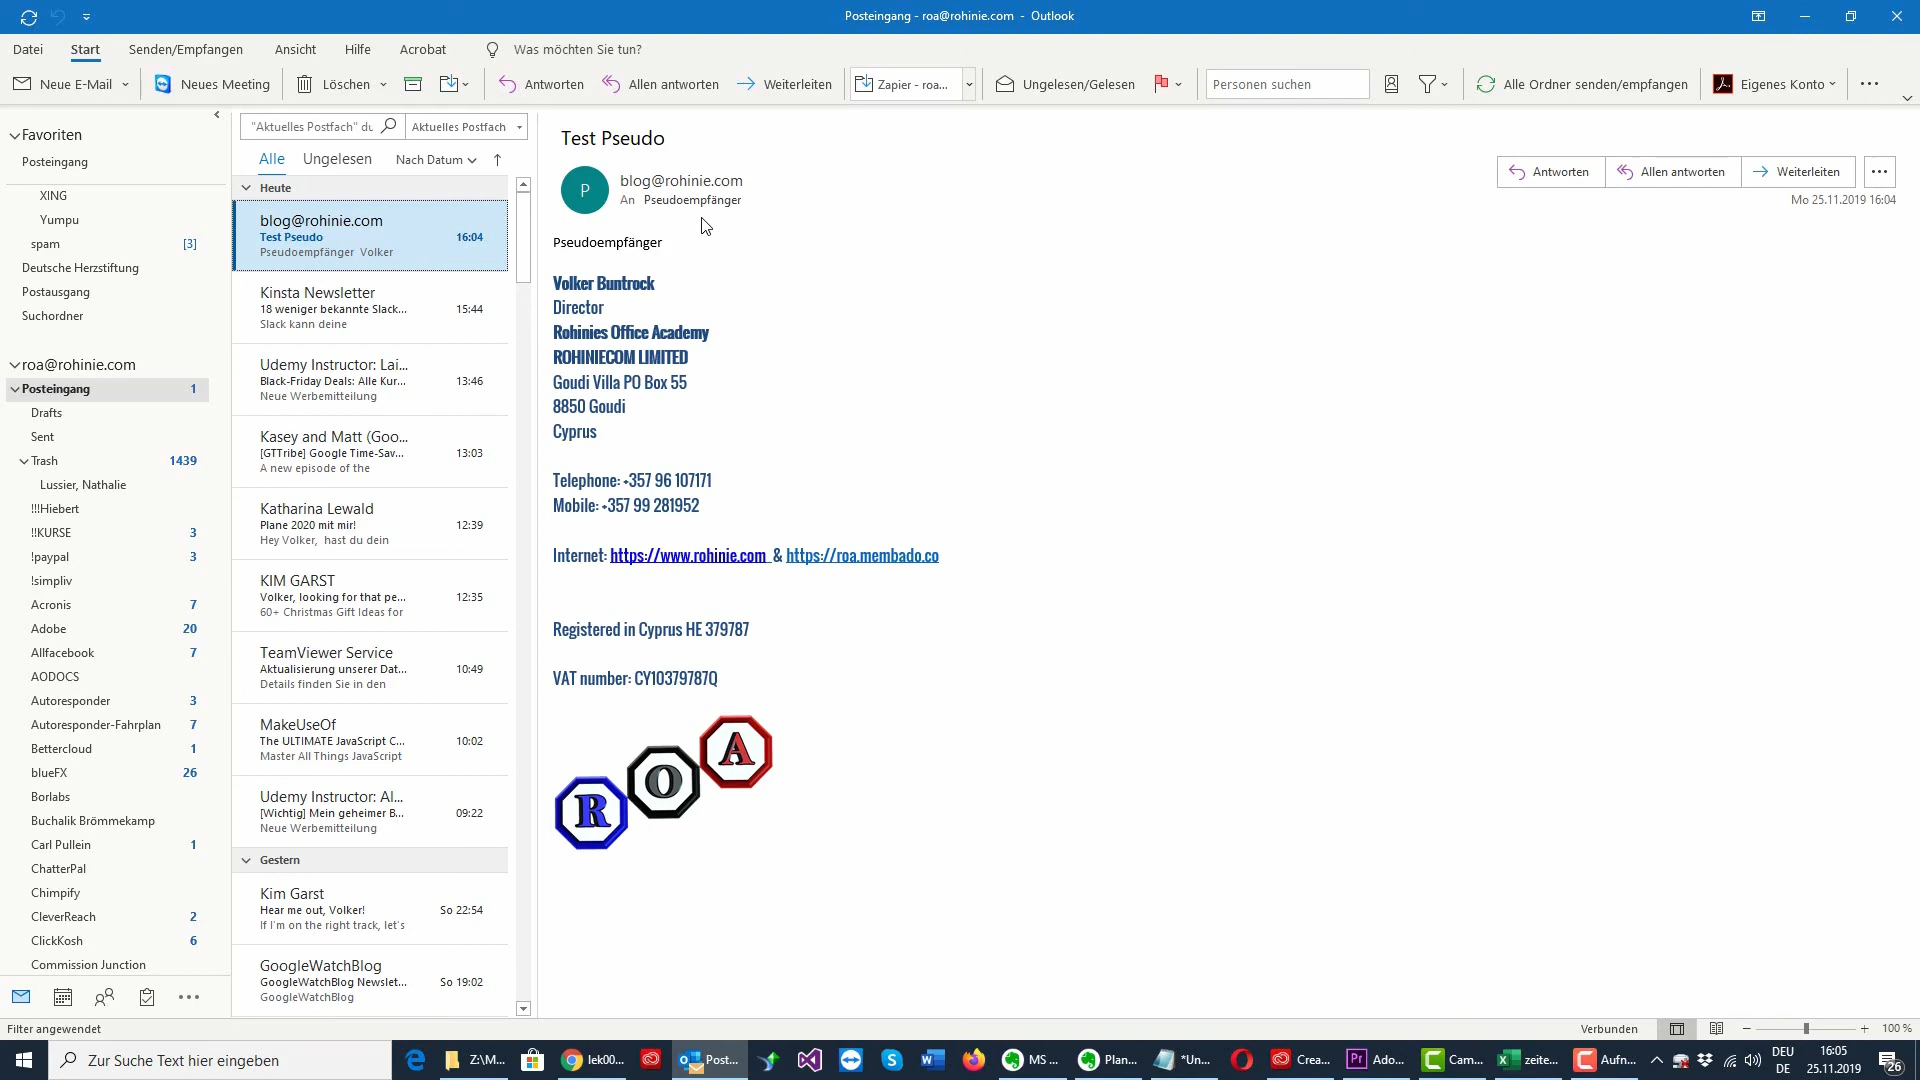 Posteingang - roa@rohinie.com - Outlook
Datei Start Senden/Empfangen Ansicht Hilfe Acrobat Was möchten Sie tun?
Neue E-Mail Neues Meeting Löschen Antworten Allen antworten Weiterleiten Zapier - roa... Ungelesen/Gelesen Personen suchen Alle Ordner senden/empfangen Eigenes Konto
Favoriten
Posteingang
XING
Yumpu
spam [3]
Deutsche Herzstiftung
Postausgang
Suchordner
roa@rohinie.com
Posteingang 1
Drafts
Sent
Trash 1439
Lussier, Nathalie
!!!Hiebert
!!KURSE 3
!paypal 3
!simpliv
Acronis 7
Adobe 20
Allfacebook 7
AODOCS
Autoresponder 3
Autoresponder-Fahrplan 7
Bettercloud 1
blueFX 26
Borlabs
Buchalik Brömmekamp
Carl Pullein 1
ChatterPal
Chimpify
CleverReach 2
ClickKosh 6
Commission Junction
"Aktuelles Postfach" du Aktuelles Postfach
Alle Ungelesen Nach Datum
Heute
blog@rohinie.com
Test Pseudo 16:04
Pseudoempfänger Volker
Kinsta Newsletter
18 weniger bekannte Slack... 15:44
Slack kann deine
Udemy Instructor: Lai...
Black-Friday Deals: Alle Kur... 13:46
Neue Werbemitteilung
Kasey and Matt (Goo...
[GTTribe] Google Time-Sav... 13:03
A new episode of the
Katharina Lewald
Plane 2020 mit mir! 12:39
Hey Volker, hast du dein
KIM GARST
Volker, looking for that pe... 12:35
60+ Christmas Gift Ideas for
TeamViewer Service
Aktualisierung unserer Dat... 10:49
Details finden Sie in den
MakeUseOf
The ULTIMATE JavaScript C... 10:02
Master All Things JavaScript
Udemy Instructor: Al...
[Wichtig] Mein geheimer B... 09:22
Neue Werbemitteilung
Gestern
Kim Garst
Hear me out, Volker! So 22:54
If I'm on the right track, let's
GoogleWatchBlog
GoogleWatchBlog Newslet... So 19:02
GoogleWatchBlog
Test Pseudo
P
blog@rohinie.com
An Pseudoempfänger
Antworten Allen antworten Weiterleiten
Mo 25.11.2019 16:04
Pseudoempfänger
Volker Buntrock
Director
Rohinies Office Academy
ROHINIECOM LIMITED
Goudi Villa PO Box 55
8850 Goudi
Cyprus
Telephone: +357 96 107171
Mobile: +357 99 281952
Internet: https://www.rohinie.com & https://roa.membado.co
Registered in Cyprus HE 379787
VAT number: CY10379787Q
R O A
Filter angewendet Verbunden 100 %
Zur Suche Text hier eingeben Z:\M... lek00... Post... MS ... Plan... *Un... Crea... Ado... Cam... zeite... Aufn...
DEU
DE
16:05
25.11.2019
26